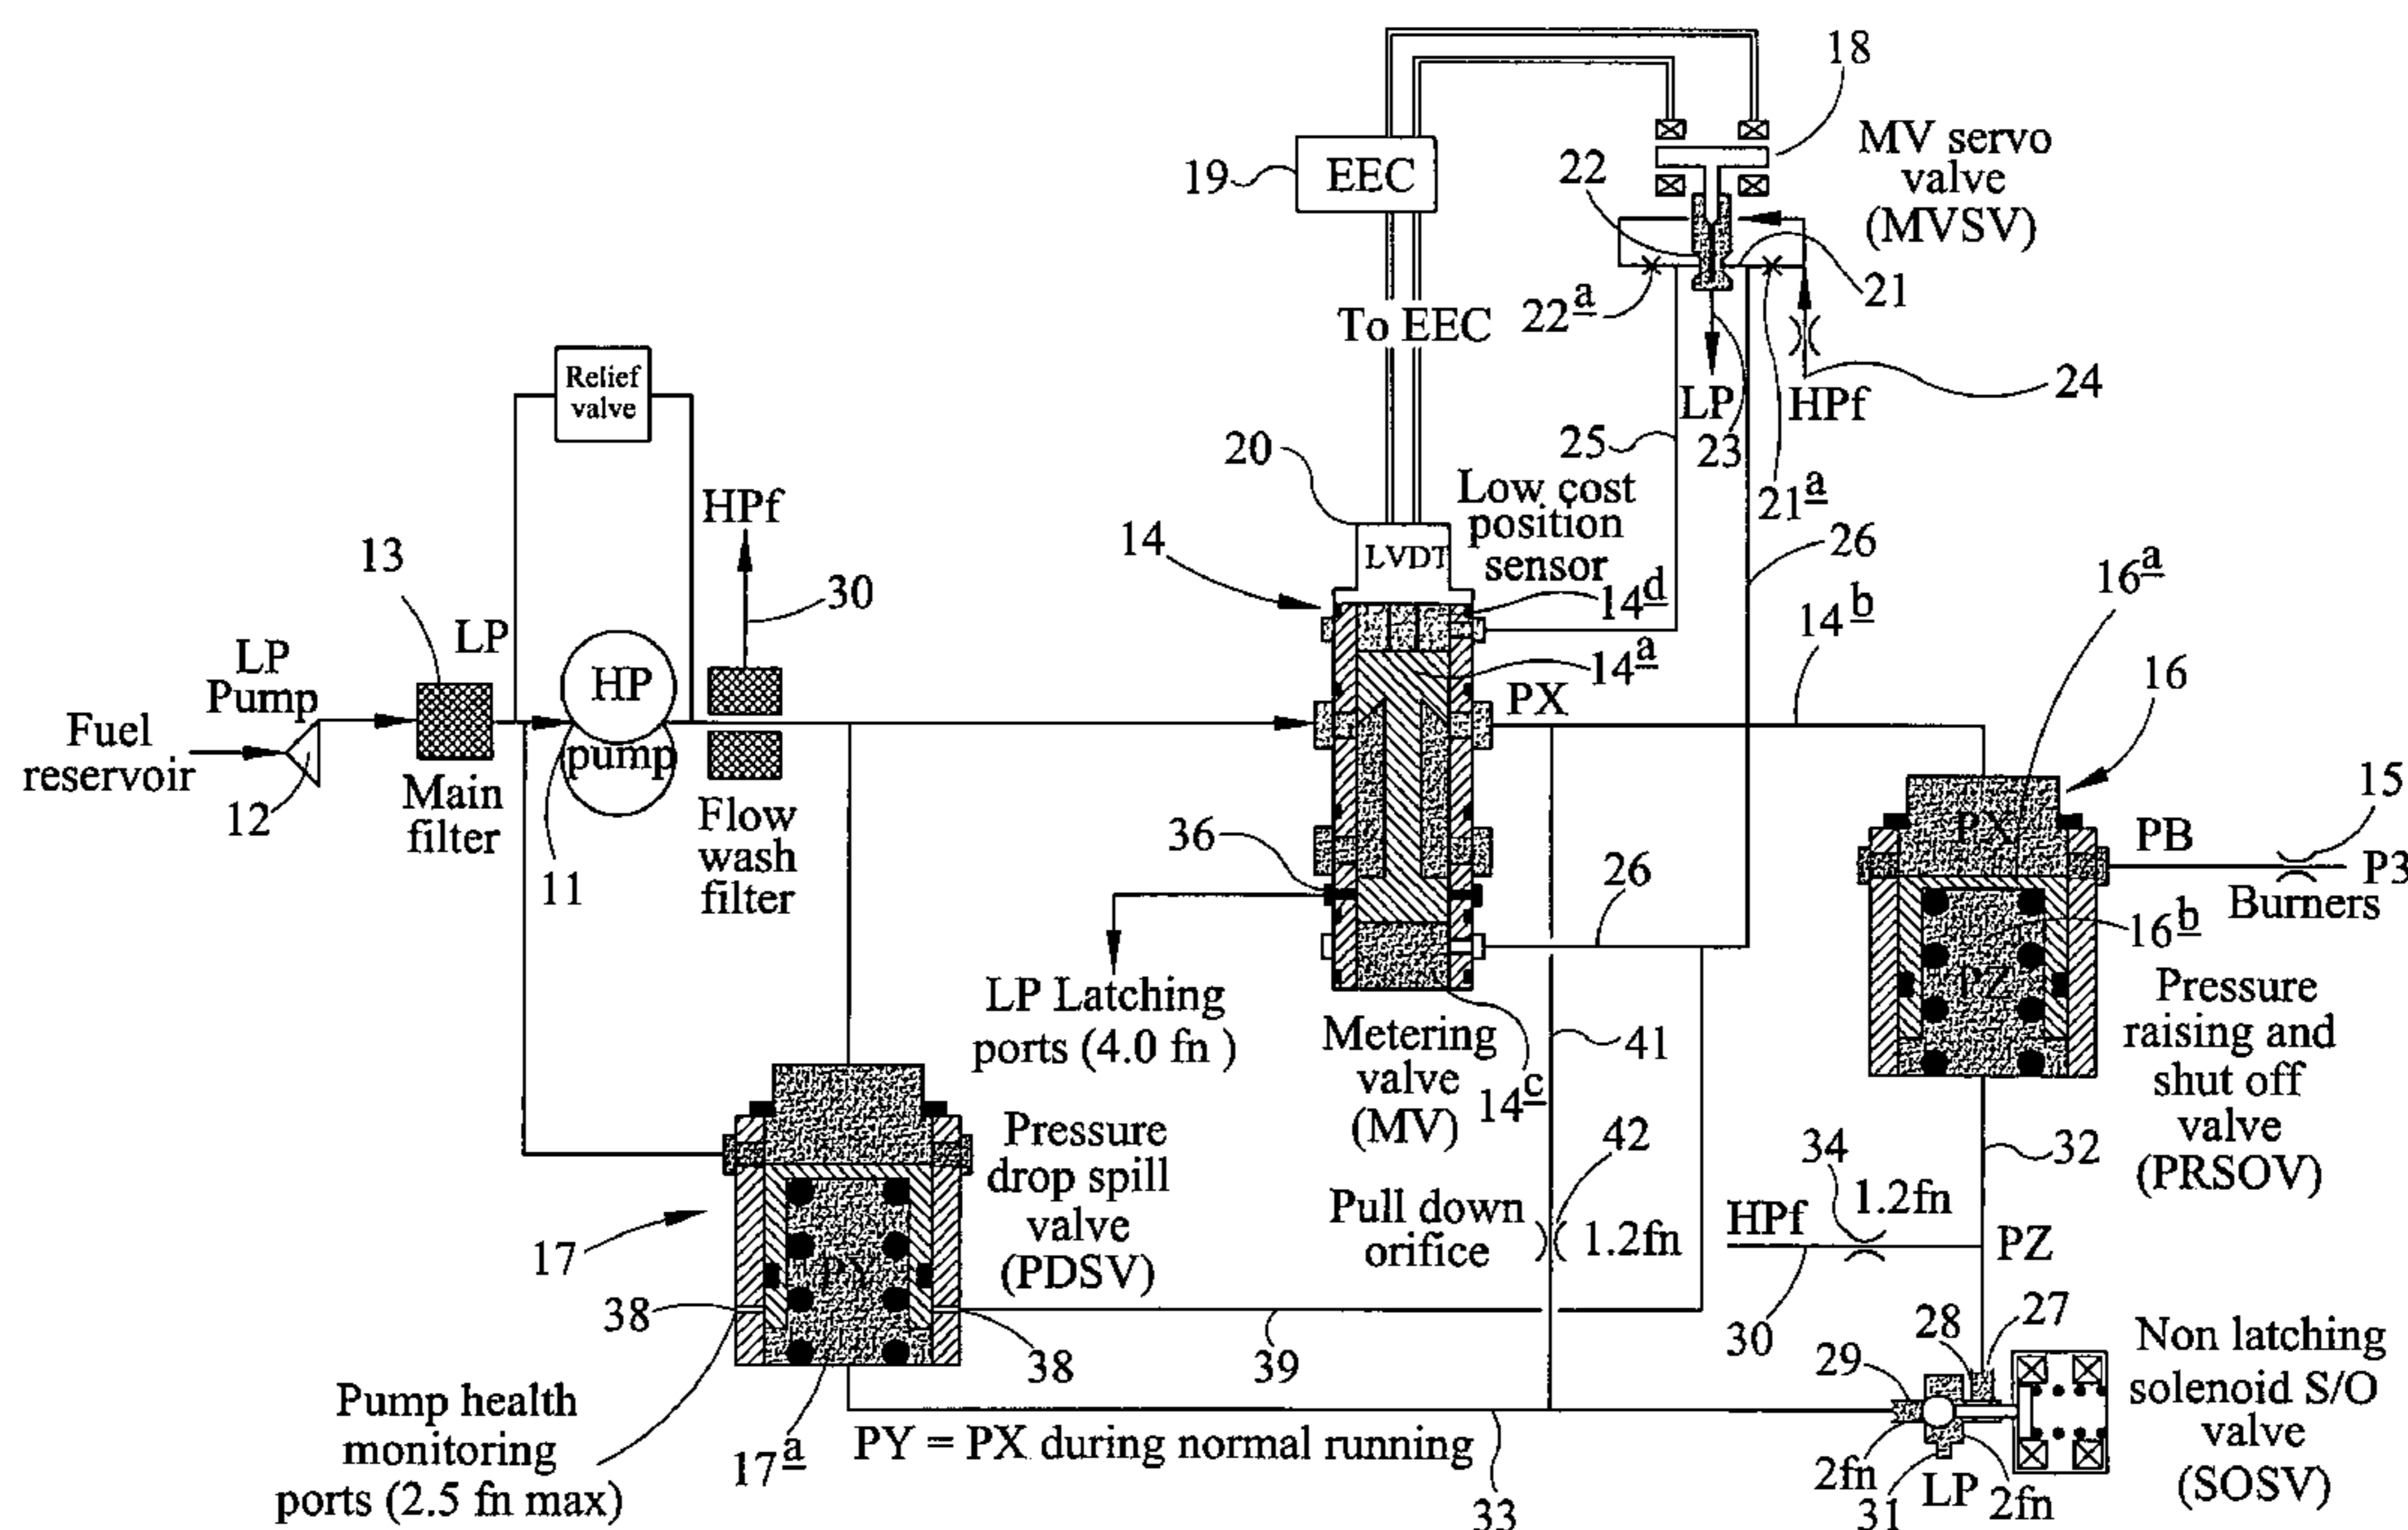 18
MV servo
valve
(MVSV)
19
EEC
22
22a
21
To EEC
LP
HPf
24
23
25
21a
Relief
valve
20
Low cost
position
sensor
LVDT
HPf
13
30
14
14d
26
14b
16a
16
LP
LP
Pump
HP
pump
14a
PX
Fuel
reservoir
12
Main
filter
11
Flow
wash
filter
36
26
PX
PB
15
P3
Burners
16b
PZ
LP Latching
ports (4.0 fn )
Metering
valve
(MV)
14c
41
Pressure
raising and
shut off
valve
(PRSOV)
32
Pressure
drop spill
valve
(PDSV)
17
PY
Pull down
orifice
42
1.2fn
34
1.2fn
HPf
30
PZ
38
38
39
29
28
27
Non latching
solenoid S/O
valve
(SOSV)
Pump health
monitoring
ports (2.5 fn max)
17a
PY = PX during normal running
33
2fn
31
LP
2fn